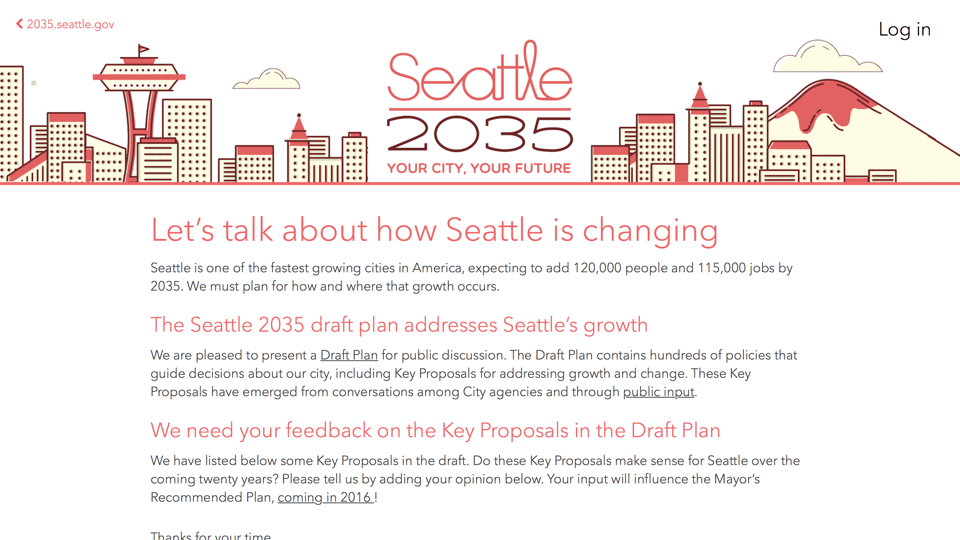 2035.seattle.gov
Log in
Seattle
2035
YOUR CITY, YOUR FUTURE
Let’s talk about how Seattle is changing
Seattle is one of the fastest growing cities in America, expecting to add 120,000 people and 115,000 jobs by
2035. We must plan for how and where that growth occurs.
The Seattle 2035 draft plan addresses Seattle’s growth
We are pleased to present a Draft Plan for public discussion. The Draft Plan contains hundreds of policies that
guide decisions about our city, including Key Proposals for addressing growth and change. These Key
Proposals have emerged from conversations among City agencies and through public input.
We need your feedback on the Key Proposals in the Draft Plan
We have listed below some Key Proposals in the draft. Do these Key Proposals make sense for Seattle over the
coming twenty years? Please tell us by adding your opinion below. Your input will influence the Mayor’s
Recommended Plan, coming in 2016 !
Thanks for your time